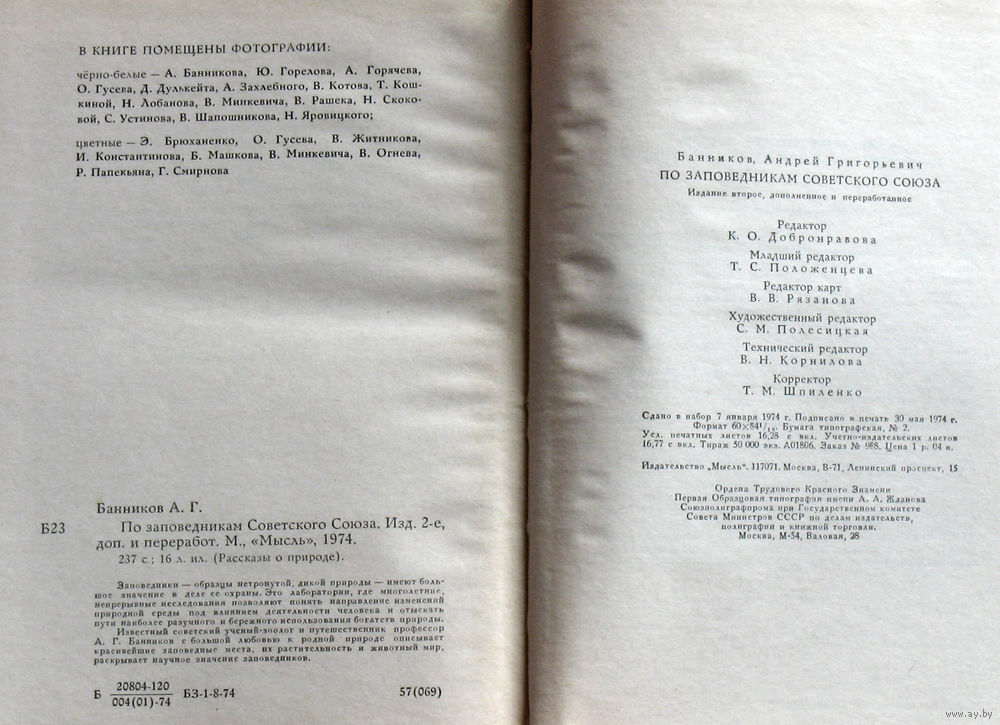 В КНИГЕ ПОМЕЩЕНЫ ФОТОГРАФИИ:
чёрно-белые — А. Банникова, Ю. Горелова, А. Горячева,
О. Гусева, Д. Дулькейта, А. Захлебного, В. Котова, Т. Кош-
киной, Н. Лобанова, В. Минкевича, В. Рашека, Н. Скоко-
вой, С. Устинова, В. Шапошникова, Н. Яровицкого;
цветные — Э. Брюханенко, О. Гусева, В. Житникова,
И. Константинова, Б. Машкова, В. Минкевича, В. Огнева,
Р. Папекьяна, Г. Смирнова
Банников А. Г.
Б23 По заповедникам Советского Союза. Изд. 2-е,
доп. и переработ. М., «Мысль», 1974.
237 с.; 16 л. ил. (Рассказы о природе).
Заповедники — образцы нетронутой, дикой природы — имеют боль-
шое значение в деле ее охраны. Это лаборатории, где многолетние,
непрерывные исследования позволяют понять направление изменений
природной среды под влиянием деятельности человека и отыскать
пути наиболее разумного и бережного использования богатств природы.
Известный советский ученый-зоолог и путешественник профессор
А. Г. Банников с большой любовью к родной природе описывает
красивейшие заповедные места, их растительность и животный мир,
раскрывает научное значение заповедников.
Б 20804-120
004(01)-74 БЗ-1-8-74 57(069)
Банников, Андрей Григорьевич
ПО ЗАПОВЕДНИКАМ СОВЕТСКОГО СОЮЗА
Издание второе, дополненное и переработанное
Редактор
К. О. Добронравова
Младший редактор
Т. С. Положенцева
Редактор карт
В. В. Рязанова
Художественный редактор
С. М. Полесицкая
Технический редактор
В. Н. Корнилова
Корректор
Т. М. Шпиленко
Сдано в набор 7 января 1974 г. Подписано в печать 30 мая 1974 г.
Формат 60×84¹/₁₆. Бумага типографская, № 2.
Усл. печатных листов 16,28 с вкл. Учетно-издательских листов
16,77 с вкл. Тираж 50 000 экз. А01806. Заказ № 988. Цена 1 р. 04 к.
Издательство „Мысль". 117071. Москва, В-71, Ленинский проспект, 15
Ордена Трудового Красного Знамени
Первая Образцовая типография имени А. А. Жданова
Союзполиграфпрома при Государственном комитете
Совета Министров СССР по делам издательств,
полиграфии и книжной торговли.
Москва, М-54, Валовая, 28
www.ay.by